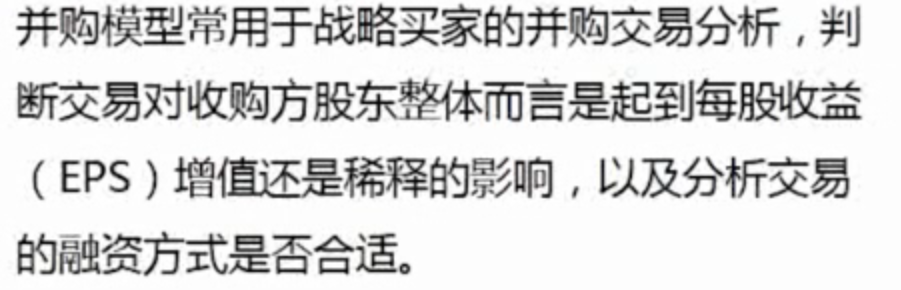 并购模型常用于战略买家的并购交易分析，判
断交易对收购方股东整体而言是起到每股收益
（EPS）增值还是稀释的影响，以及分析交易
的融资方式是否合适。